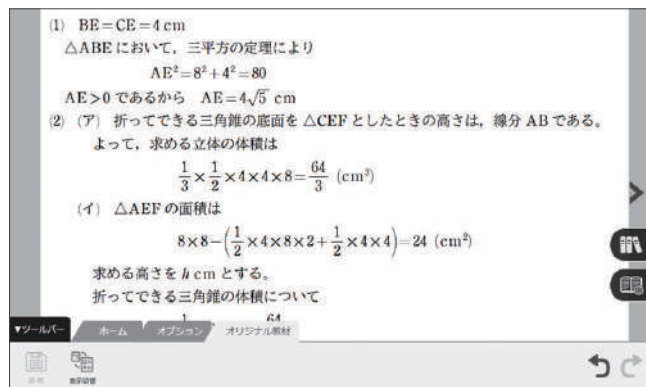 (1) BE=CE=4 cm
△ABE において，三平方の定理により
AE²=8²+4²=80
AE>0 であるから AE=4√5 cm
(2) (ア) 折ってできる三角錐の底面を △CEF としたときの高さは，線分 AB である。
よって，求める立体の体積は
1/3×1/2×4×4×8=64/3 (cm³)
(イ) △AEF の面積は
8×8−(1/2×4×8×2+1/2×4×4)=24 (cm²)
求める高さを h cm とする。
折ってできる三角錐の体積について
1 64
▼ツールバー ホーム オプション オリジナル教材
表示切替